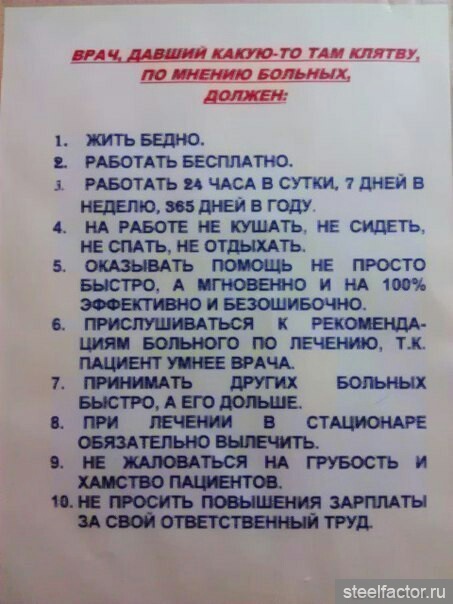 ВРАЧ, ДАВШИЙ КАКУЮ-ТО ТАМ КЛЯТВУ,
ПО МНЕНИЮ БОЛЬНЫХ,
ДОЛЖЕН:
1. ЖИТЬ БЕДНО.
2. РАБОТАТЬ БЕСПЛАТНО.
3. РАБОТАТЬ 24 ЧАСА В СУТКИ, 7 ДНЕЙ В
НЕДЕЛЮ, 365 ДНЕЙ В ГОДУ.
4. НА РАБОТЕ НЕ КУШАТЬ, НЕ СИДЕТЬ,
НЕ СПАТЬ, НЕ ОТДЫХАТЬ.
5. ОКАЗЫВАТЬ ПОМОЩЬ НЕ ПРОСТО
БЫСТРО, А МГНОВЕННО И НА 100%
ЭФФЕКТИВНО И БЕЗОШИБОЧНО.
6. ПРИСЛУШИВАТЬСЯ К РЕКОМЕНДА-
ЦИЯМ БОЛЬНОГО ПО ЛЕЧЕНИЮ, Т.К.
ПАЦИЕНТ УМНЕЕ ВРАЧА.
7. ПРИНИМАТЬ ДРУГИХ БОЛЬНЫХ
БЫСТРО, А ЕГО ДОЛЬШЕ.
8. ПРИ ЛЕЧЕНИИ В СТАЦИОНАРЕ
ОБЯЗАТЕЛЬНО ВЫЛЕЧИТЬ.
9. НЕ ЖАЛОВАТЬСЯ НА ГРУБОСТЬ И
ХАМСТВО ПАЦИЕНТОВ.
10. НЕ ПРОСИТЬ ПОВЫШЕНИЯ ЗАРПЛАТЫ
ЗА СВОЙ ОТВЕТСТВЕННЫЙ ТРУД.
steelfactor.ru